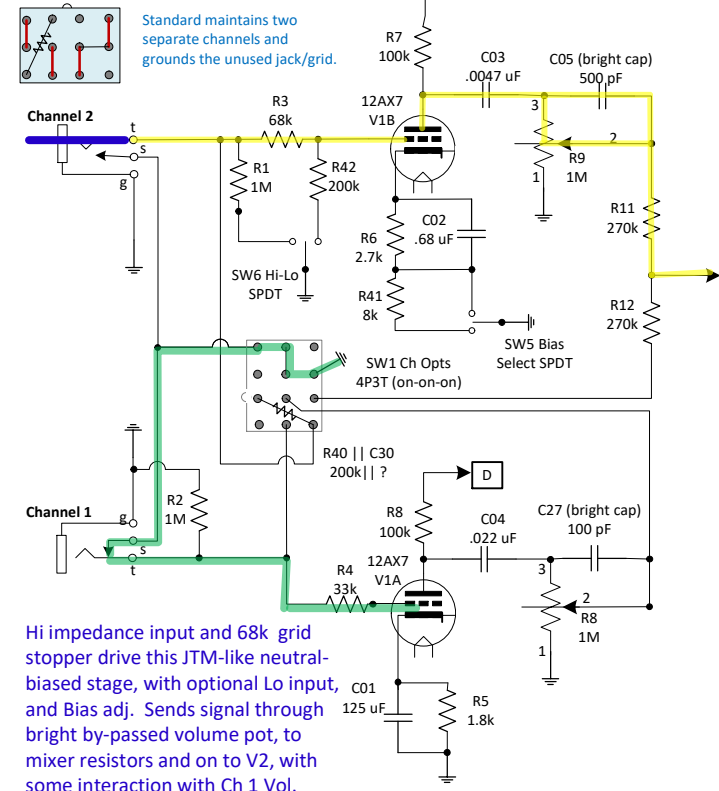 Standard maintains two
separate channels and
grounds the unused jack/grid.
R7
100k
C03
.0047 uF
C05 (bright cap)
500 pF
Channel 2
t
s
g
R3
68k
12AX7
V1B
3
2
1
R9
1M
R1
1M
R42
200k
C02
.68 uF
R6
2.7k
R11
270k
SW6 Hi-Lo
SPDT
R41
8k
R12
270k
SW5 Bias
Select SPDT
SW1 Ch Opts
4P3T (on-on-on)
R40 || C30
200k|| ?
D
Channel 1
g
s
t
R2
1M
R8
100k
C04
.022 uF
C27 (bright cap)
100 pF
12AX7
V1A
R4
33k
3
2
1
R8
1M
Hi impedance input and 68k grid
stopper drive this JTM-like neutral-
biased stage, with optional Lo input,
and Bias adj. Sends signal through
bright by-passed volume pot, to
mixer resistors and on to V2, with
some interaction with Ch 1 Vol.
C01
125 uF
R5
1.8k